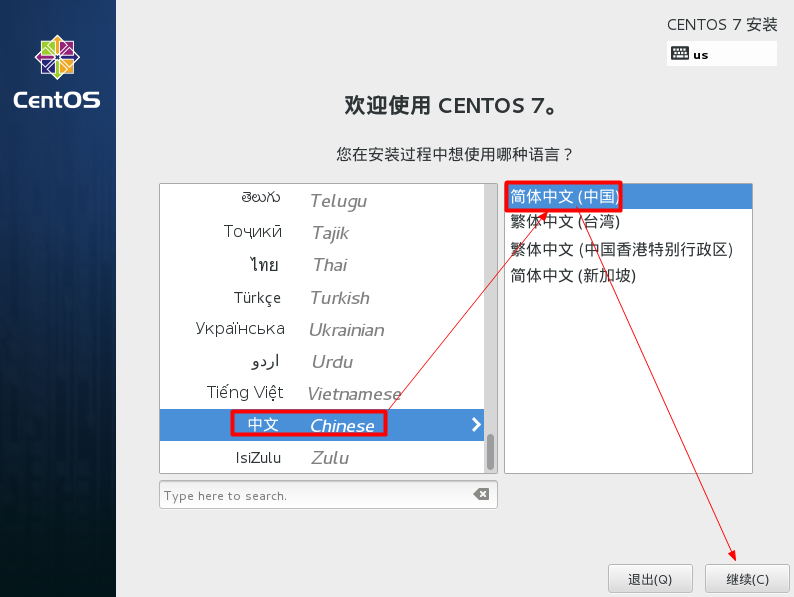 CENTOS 7 安装
us
CentOS
欢迎使用 CENTOS 7。
您在安装过程中想使用哪种语言？
తెలుగు Telugu
Тоҷикӣ Tajik
ไทย Thai
Türkçe Turkish
Українська Ukrainian
اردو Urdu
Tiếng Việt Vietnamese
中文 Chinese
IsiZulu Zulu
简体中文 (中国)
繁体中文 (台湾)
繁体中文 (中国香港特别行政区)
简体中文 (新加坡)
Type here to search.
退出(Q)
继续(C)